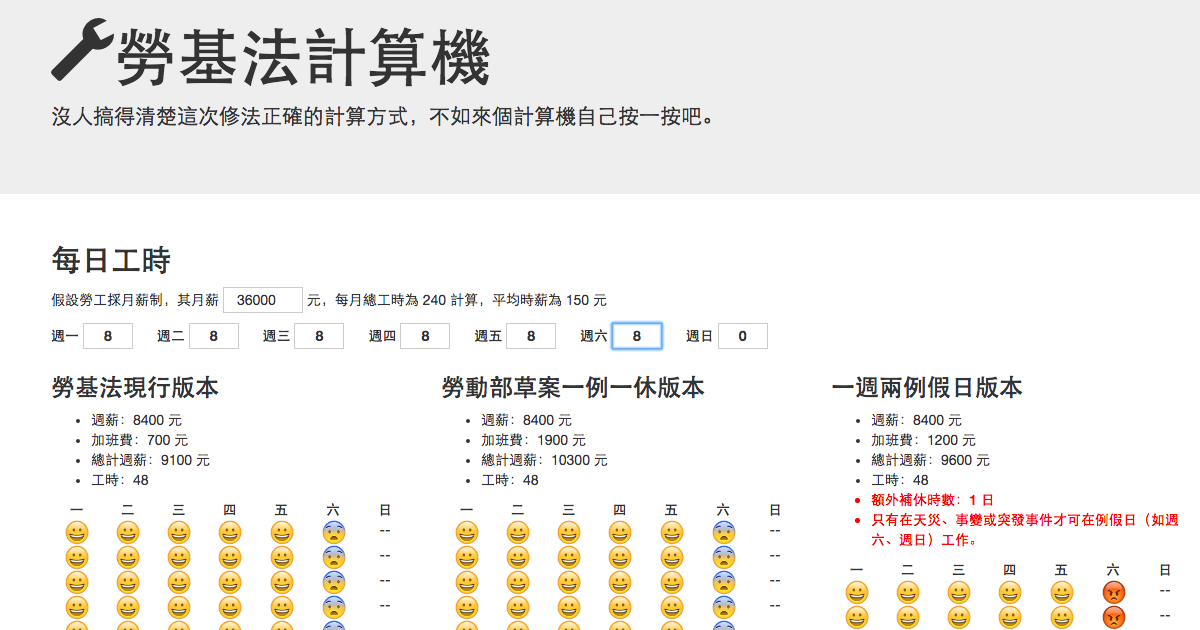 勞基法計算機
沒人搞得清楚這次修法正確的計算方式，不如來個計算機自己按一按吧。
每日工時
假設勞工採月薪制，其月薪 36000 元，每月總工時為 240 計算，平均時薪為 150 元
週一 8 週二 8 週三 8 週四 8 週五 8 週六 8 週日 0
勞基法現行版本
週薪：8400 元
加班費：700 元
總計週薪：9100 元
工時：48
一 二 三 四 五 六 日
--
--
--
--
勞動部草案一例一休版本
週薪：8400 元
加班費：1900 元
總計週薪：10300 元
工時：48
一 二 三 四 五 六 日
--
--
--
--
一週兩例假日版本
週薪：8400 元
加班費：1200 元
總計週薪：9600 元
工時：48
額外補休時數：1 日
只有在天災、事變或突發事件才可在例假日（如週
六、週日）工作。
一 二 三 四 五 六 日
--
--